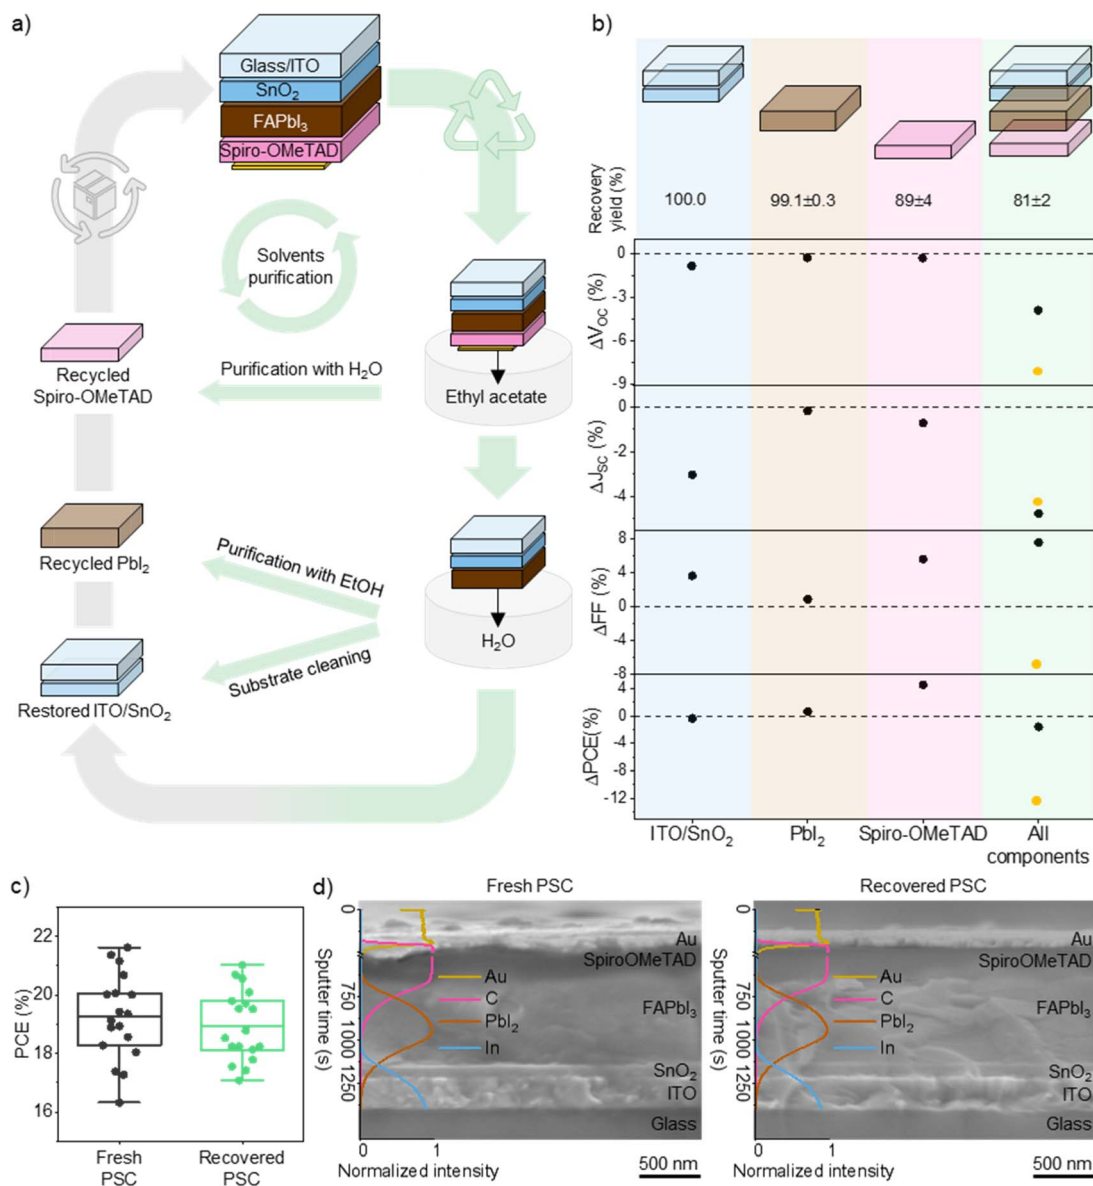 a)
Glass/ITO
SnO₂
FAPbI₃
Spiro-OMeTAD
Solvents
purification
Recycled
Spiro-OMeTAD
Purification with H₂O
Ethyl acetate
Recycled PbI₂
Purification with EtOH
Substrate cleaning
H₂O
Restored ITO/SnO₂
b)
Recovery
yield (%)
100.0
99.1±0.3
89±4
81±2
ΔV_OC (%)
0
-3
-6
-9
ΔJ_SC (%)
0
-2
-4
ΔFF (%)
8
4
0
-4
-8
ΔPCE(%)
4
0
-4
-8
-12
ITO/SnO₂
PbI₂
Spiro-OMeTAD
All
components
c)
PCE (%)
22
20
18
16
Fresh
PSC
Recovered
PSC
d)
Fresh PSC
Sputter time (s)
0
750
1000
1250
Au
SpiroOMeTAD
Au
C
PbI₂
In
FAPbI₃
SnO₂
ITO
Glass
0
1
Normalized intensity
500 nm
Recovered PSC
Sputter time (s)
0
750
1000
1250
Au
SpiroOMeTAD
Au
C
PbI₂
In
FAPbI₃
SnO₂
ITO
Glass
0
1
Normalized intensity
500 nm